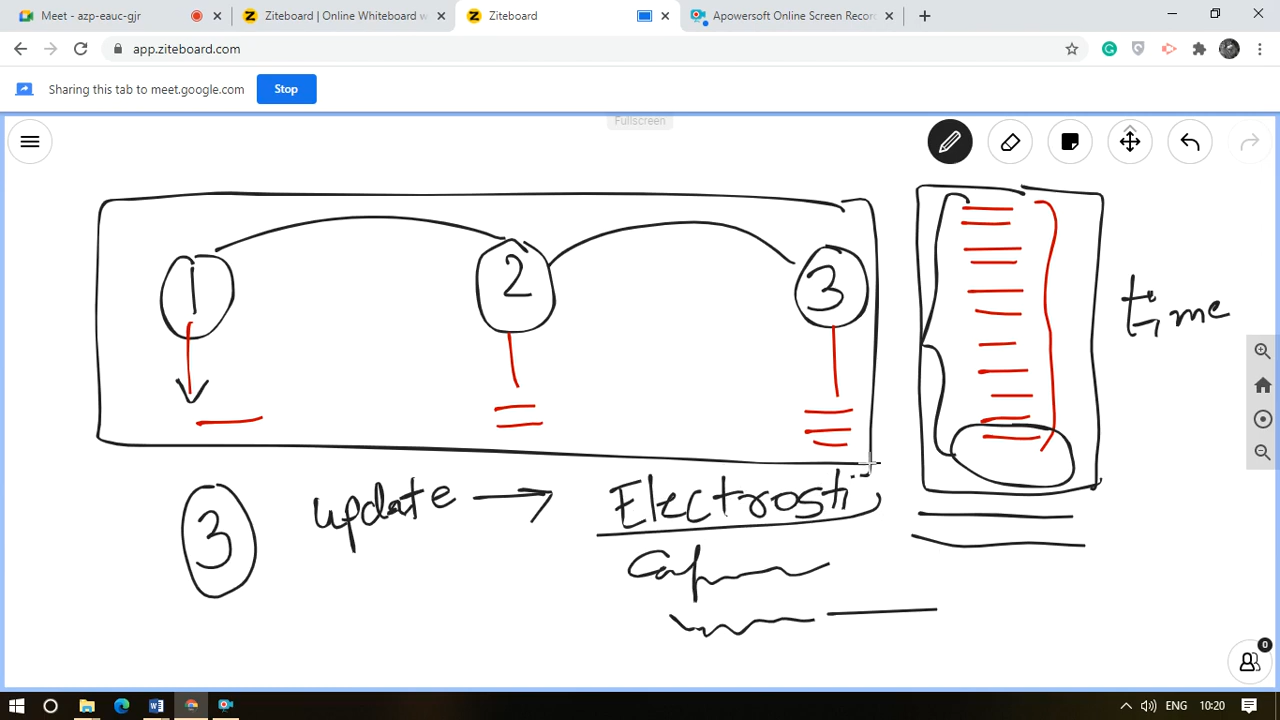 Meet - azp-eauc-gjr
Ziteboard | Online Whiteboard w
Ziteboard
Apowersoft Online Screen Recor
app.ziteboard.com
Sharing this tab to meet.google.com
Stop
Fullscreen
1
2
3
time
3
update → Electrosti
0
ENG
10:20